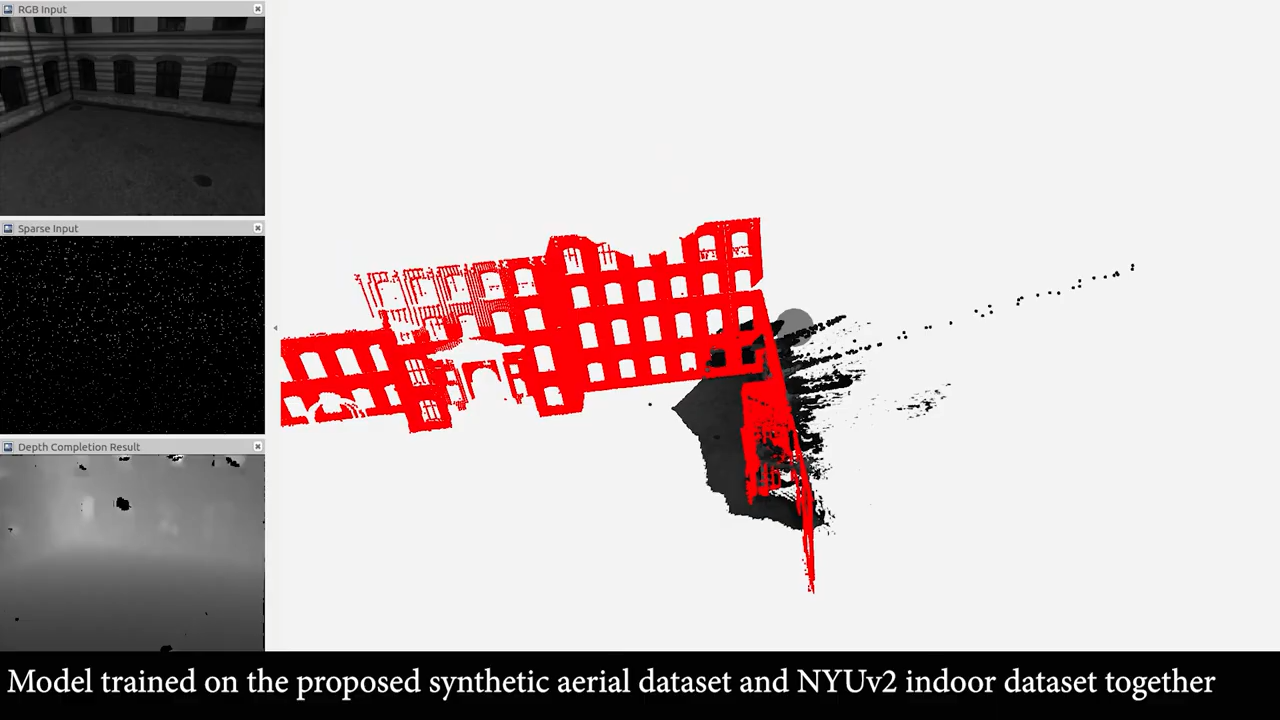 RGB Input
Sparse Input
Depth Completion Result
Model trained on the proposed synthetic aerial dataset and NYUv2 indoor dataset together